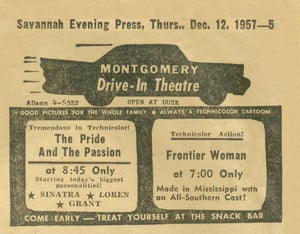 Savannah Evening Press, Thurs., Dec. 12, 1957—5
MONTGOMERY
Drive-In Theatre
ADams 4-6522
OPEN AT DUSK
GOOD PICTURES FOR THE WHOLE FAMILY ★ ALWAYS A TECHNICOLOR CARTOON
Tremendous in Technicolor!
The Pride
And The Passion
at 8:45 Only
Starring today's biggest
personalities!
★ SINATRA ★ LOREN
★ GRANT
Technicolor Action!
Frontier Woman
at 7:00 Only
Made in Mississippi with
an All-Southern Cast!
COME EARLY — TREAT YOURSELF AT THE SNACK BAR